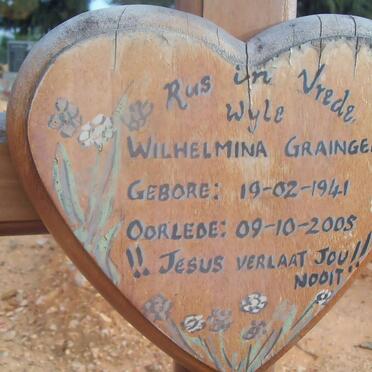 Rus in Vrede
Wyle
WILHELMINA GRAINGE
GEBORE: 19-02-1941
OORLEDE: 09-10-2005
!! JESUS VERLAAT JOU !!
NOOIT